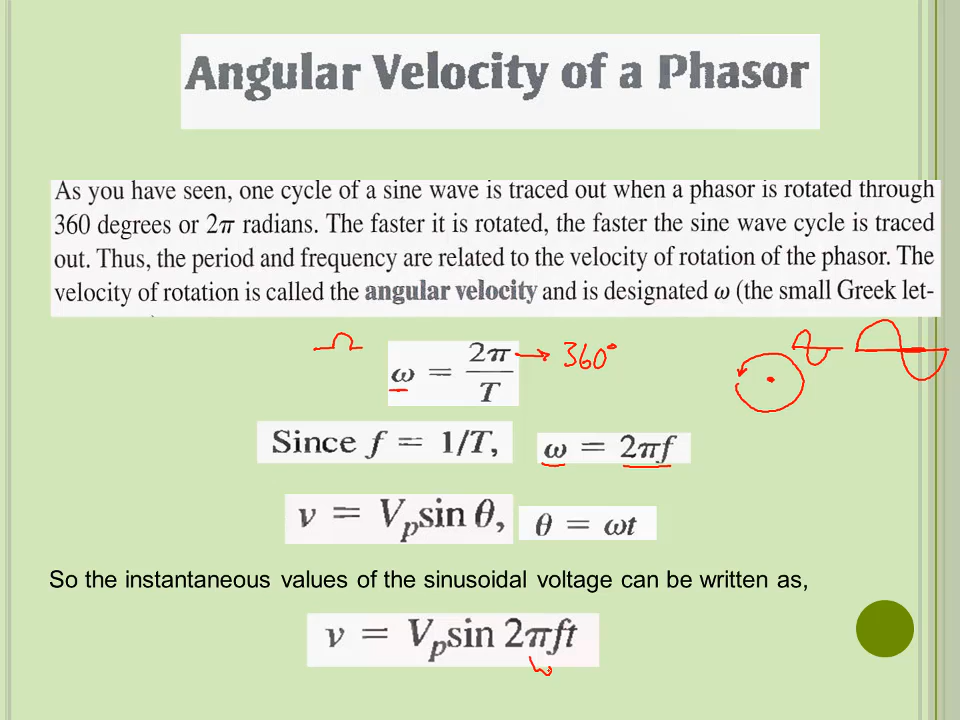 Angular Velocity of a Phasor
As you have seen, one cycle of a sine wave is traced out when a phasor is rotated through
360 degrees or 2π radians. The faster it is rotated, the faster the sine wave cycle is traced
out. Thus, the period and frequency are related to the velocity of rotation of the phasor. The
velocity of rotation is called the angular velocity and is designated ω (the small Greek let-
Ω
ω = 2π/T → 360°
Since f = 1/T, ω = 2πf
v = Vp sin θ, θ = ωt
So the instantaneous values of the sinusoidal voltage can be written as,
v = Vp sin 2πft
ω